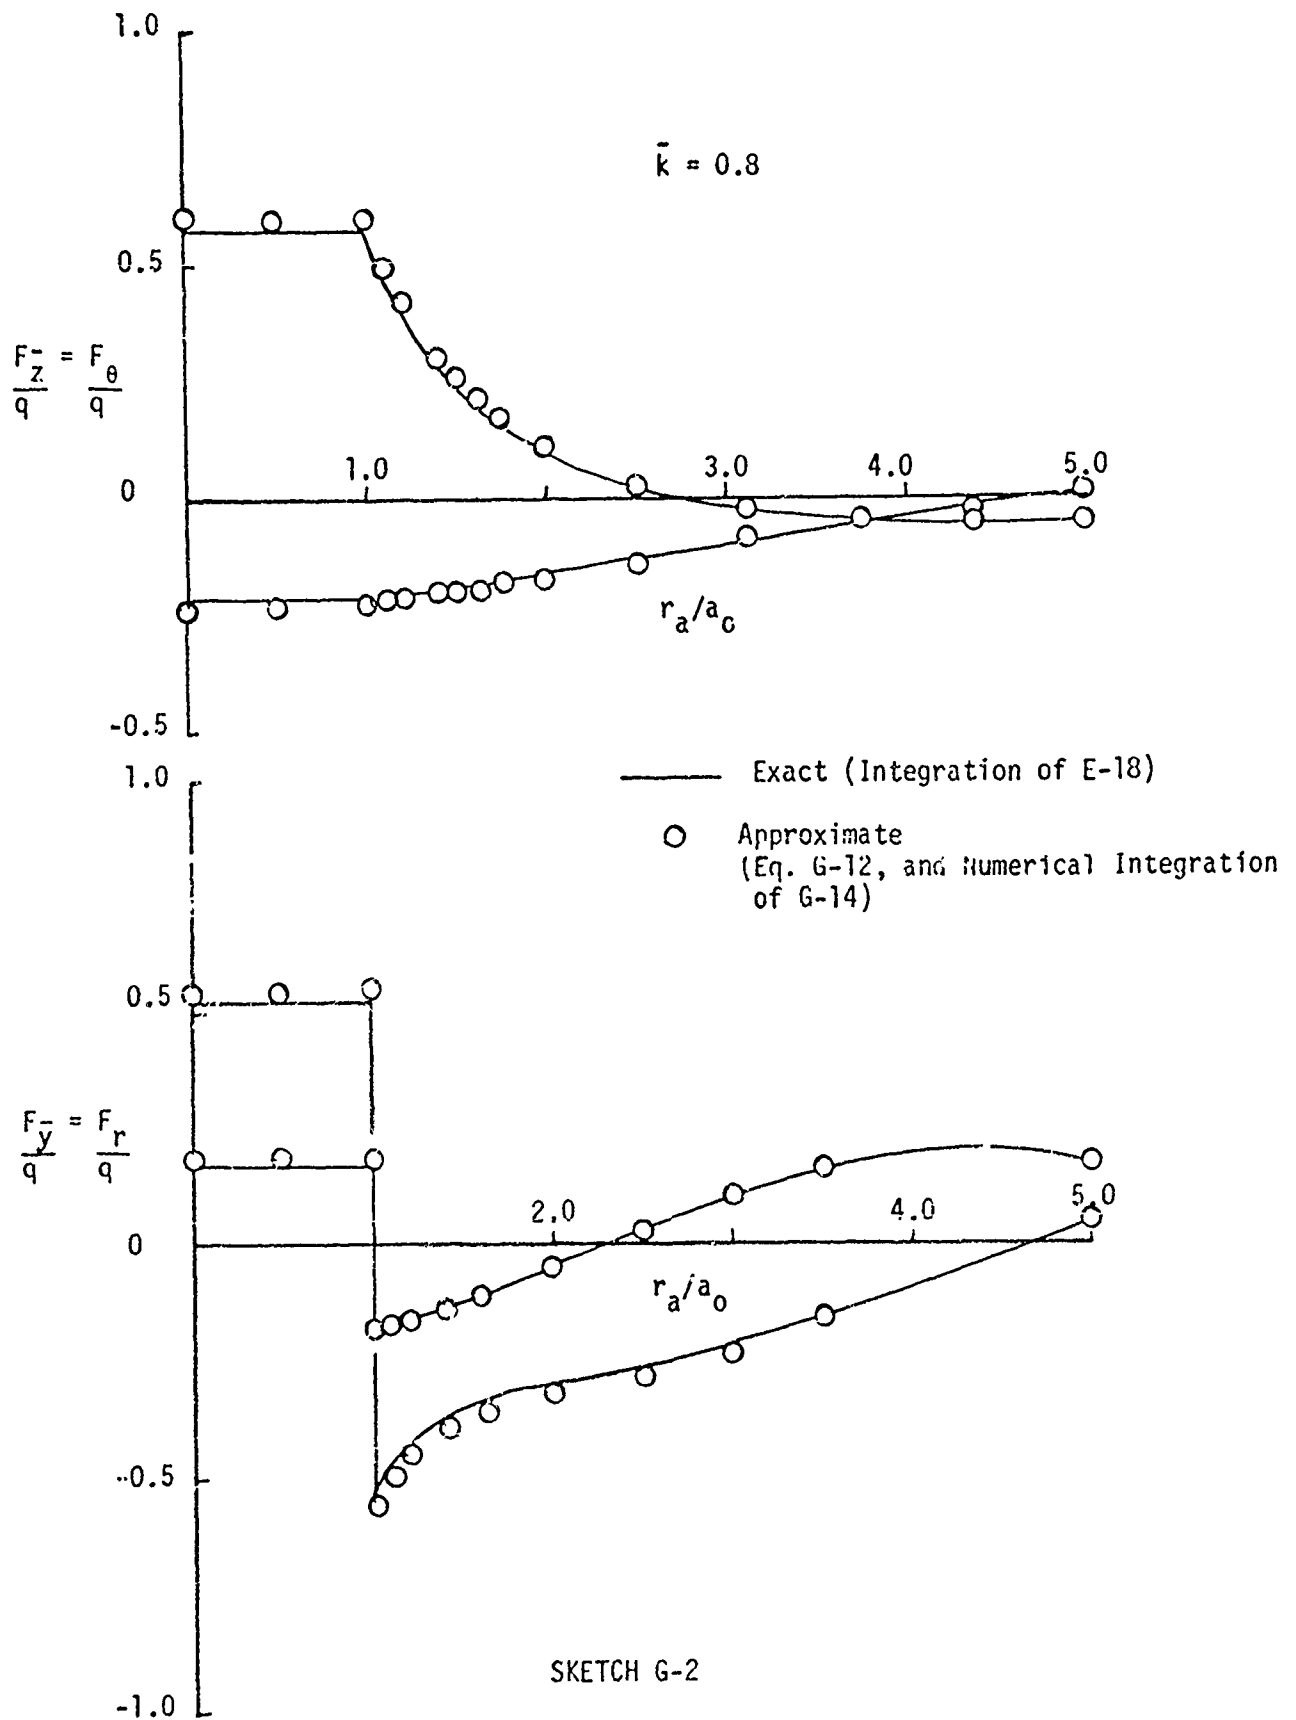 1.0
k̄ = 0.8
0.5
F_z̄ = F_θ
q q
1.0 3.0 4.0 5.0
0
r_a/a_o
-0.5
1.0
Exact (Integration of E-18)
Approximate
(Eq. G-12, and Numerical Integration
of G-14)
0.5
F_ȳ = F_r
q q
2.0 4.0 5.0
0
r_a/a_o
-0.5
SKETCH G-2
-1.0